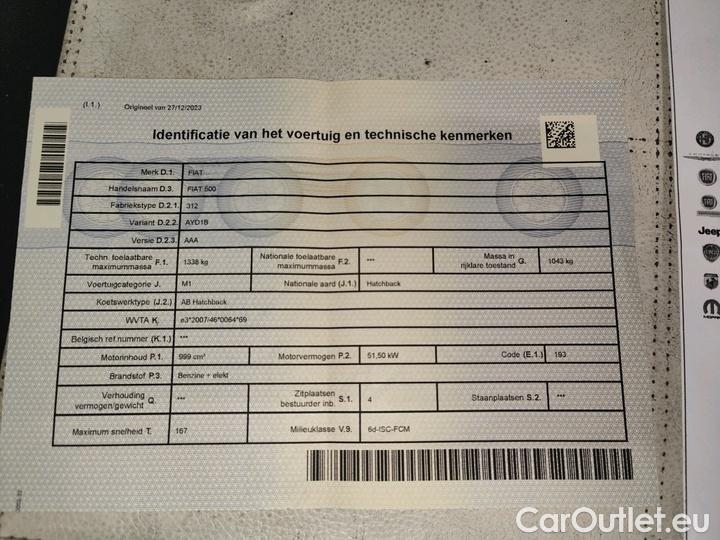 (I.1.) Origineel van 27/12/2023
Identificatie van het voertuig en technische kenmerken
Merk D.1. FIAT
Handelsnaam D.3. FIAT 500
Fabriekstype D.2.1. 312
Variant D.2.2. AYD1B
Versie D.2.3. AAA
Techn. toelaatbare maximummassa F.1. 1338 kg Nationale toelaatbare maximummassa F.2. *** Massa in rijklare toestand G. 1043 kg
Voertuigcategorie J. M1 Nationale aard (J.1.) Hatchback
Koetswerktype (J.2.) AB Hatchback
WVTA K. e3*2007/46*0064*69
Belgisch ref.nummer (K.1.) ***
Motorinhoud P.1. 999 cm³ Motorvermogen P.2. 51,50 kW Code (E.1.) 193
Brandstof P.3. Benzine + elekt
Verhouding vermogen/gewicht Q. *** Zitplaatsen bestuurder inb. S.1. 4 Staanplaatsen S.2. ***
Maximum snelheid T. 167 Milieuklasse V.9. 6d-ISC-FCM
FIAT
Jeep
MOPAR
CarOutlet.eu